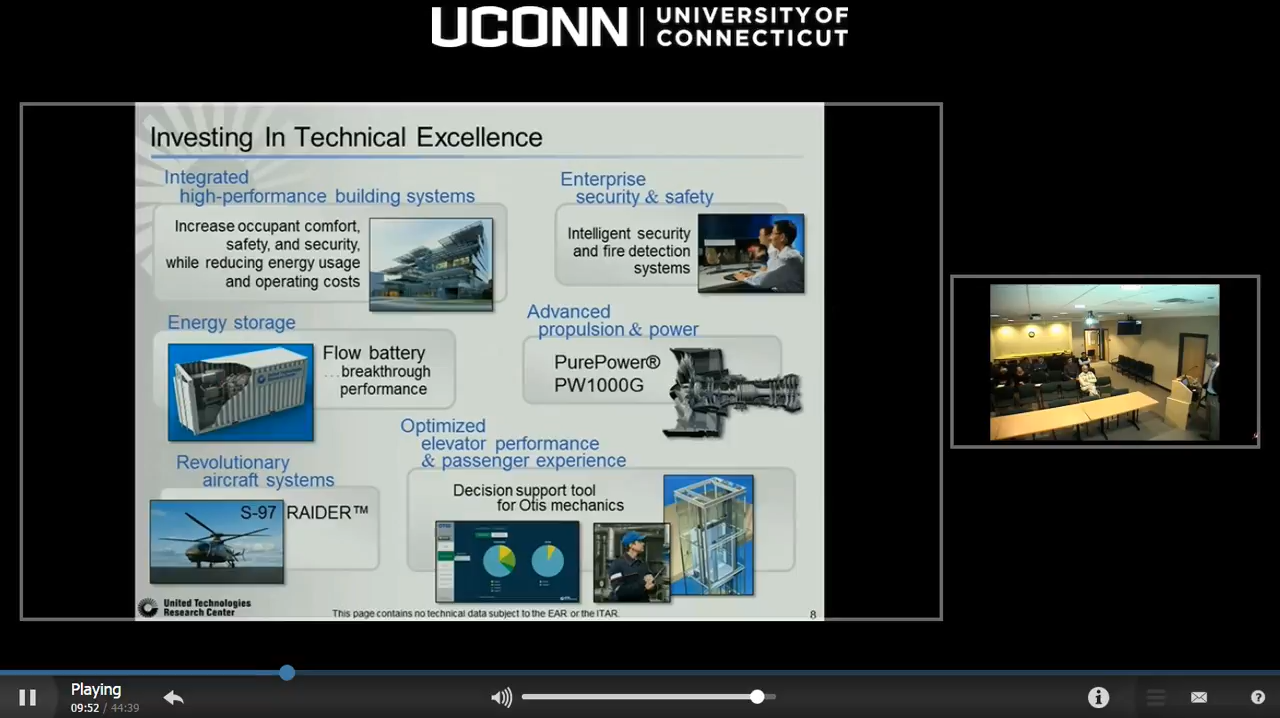 UCONN
UNIVERSITY OF
CONNECTICUT
Investing In Technical Excellence
Integrated
high-performance building systems
Increase occupant comfort,
safety, and security,
while reducing energy usage
and operating costs
Enterprise
security & safety
Intelligent security
and fire detection
systems
Energy storage
Flow battery
...breakthrough
performance
Advanced
propulsion & power
PurePower®
PW1000G
Optimized
elevator performance
& passenger experience
Decision support tool
for Otis mechanics
Revolutionary
aircraft systems
S-97 RAIDER™
United Technologies
Research Center
This page contains no technical data subject to the EAR or the ITAR.
8
Playing
09:52 / 44:39